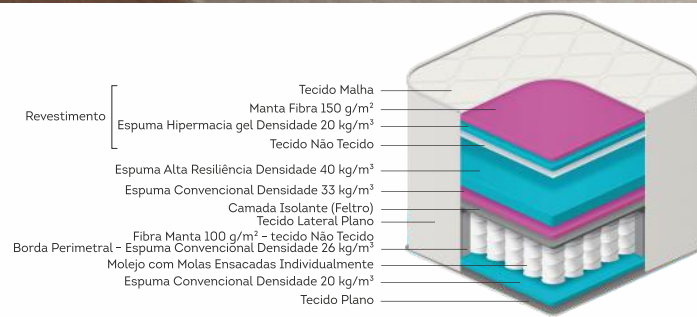 Tecido Malha
Manta Fibra 150 g/m²
Revestimento
Espuma Hipermacia gel Densidade 20 kg/m³
Tecido Não Tecido
Espuma Alta Resiliência Densidade 40 kg/m³
Espuma Convencional Densidade 33 kg/m³
Camada Isolante (Feltro)
Tecido Lateral Plano
Fibra Manta 100 g/m² – tecido Não Tecido
Borda Perimetral – Espuma Convencional Densidade 26 kg/m³
Molejo com Molas Ensacadas Individualmente
Espuma Convencional Densidade 20 kg/m³
Tecido Plano